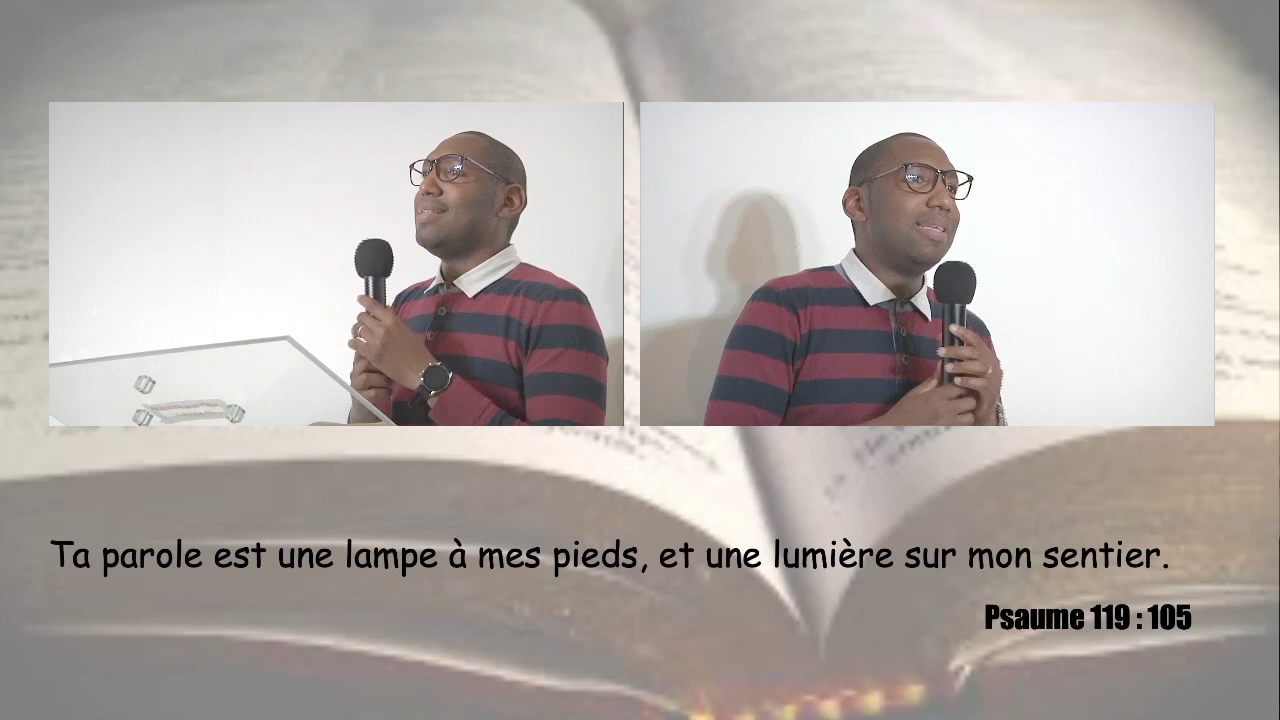 Ta parole est une lampe à mes pieds, et une lumière sur mon sentier.
Psaume 119 : 105